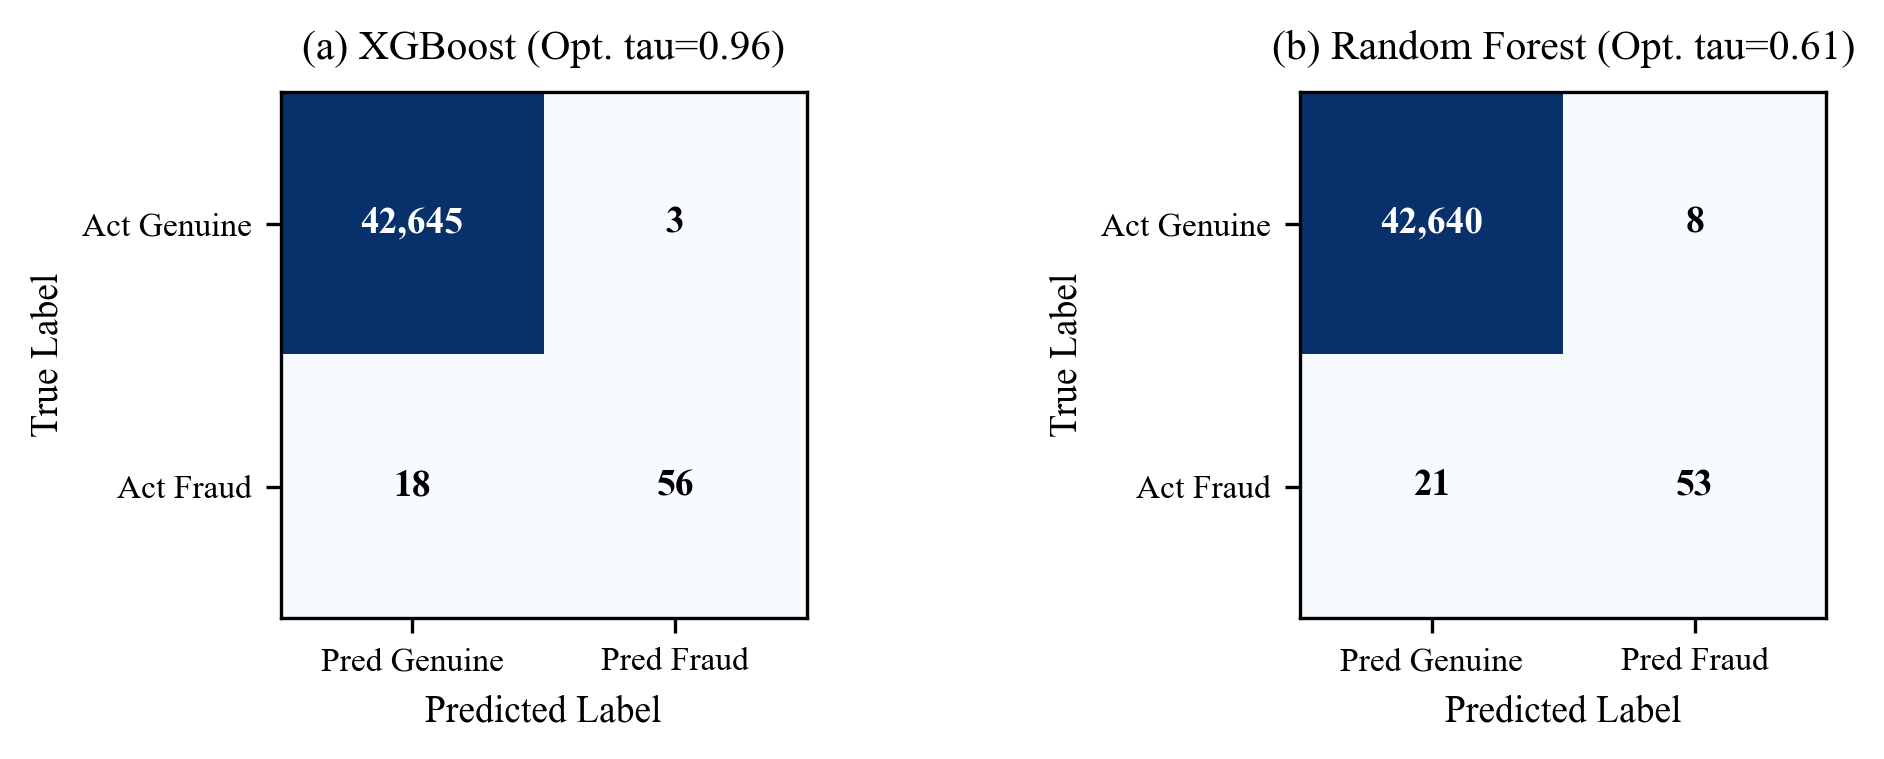 (a) XGBoost (Opt. tau=0.96)
True Label
Act Genuine
42,645
3
Act Fraud
18
56
Pred Genuine
Pred Fraud
Predicted Label
(b) Random Forest (Opt. tau=0.61)
True Label
Act Genuine
42,640
8
Act Fraud
21
53
Pred Genuine
Pred Fraud
Predicted Label